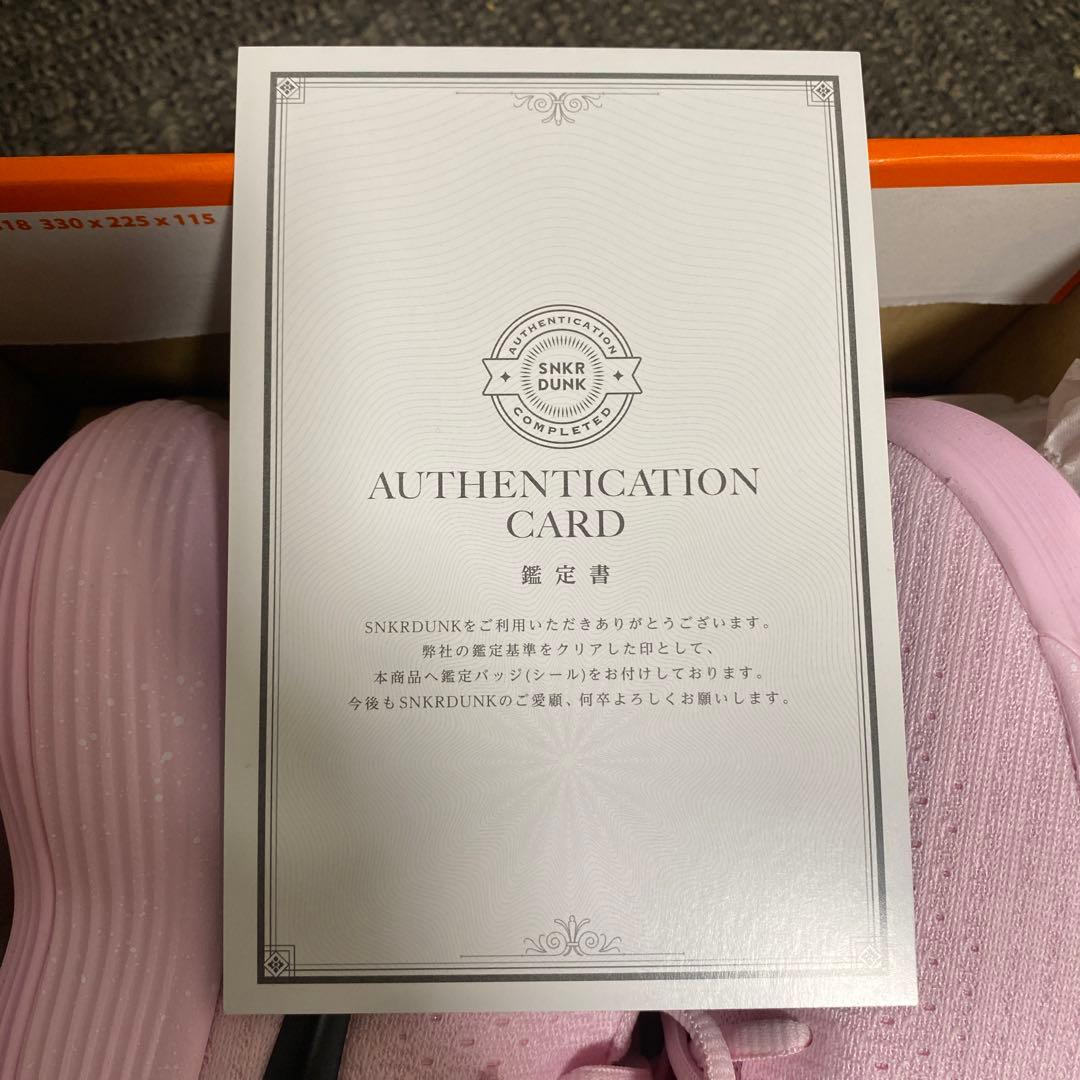 18 330 x 225 x 115
AUTHENTICATION
SNKR
DUNK
COMPLETED
AUTHENTICATION
CARD
鑑定書
SNKRDUNKをご利用いただきありがとうございます。
弊社の鑑定基準をクリアした印として、
本商品へ鑑定バッジ(シール)をお付けしております。
今後もSNKRDUNKのご愛顧、何卒よろしくお願いします。